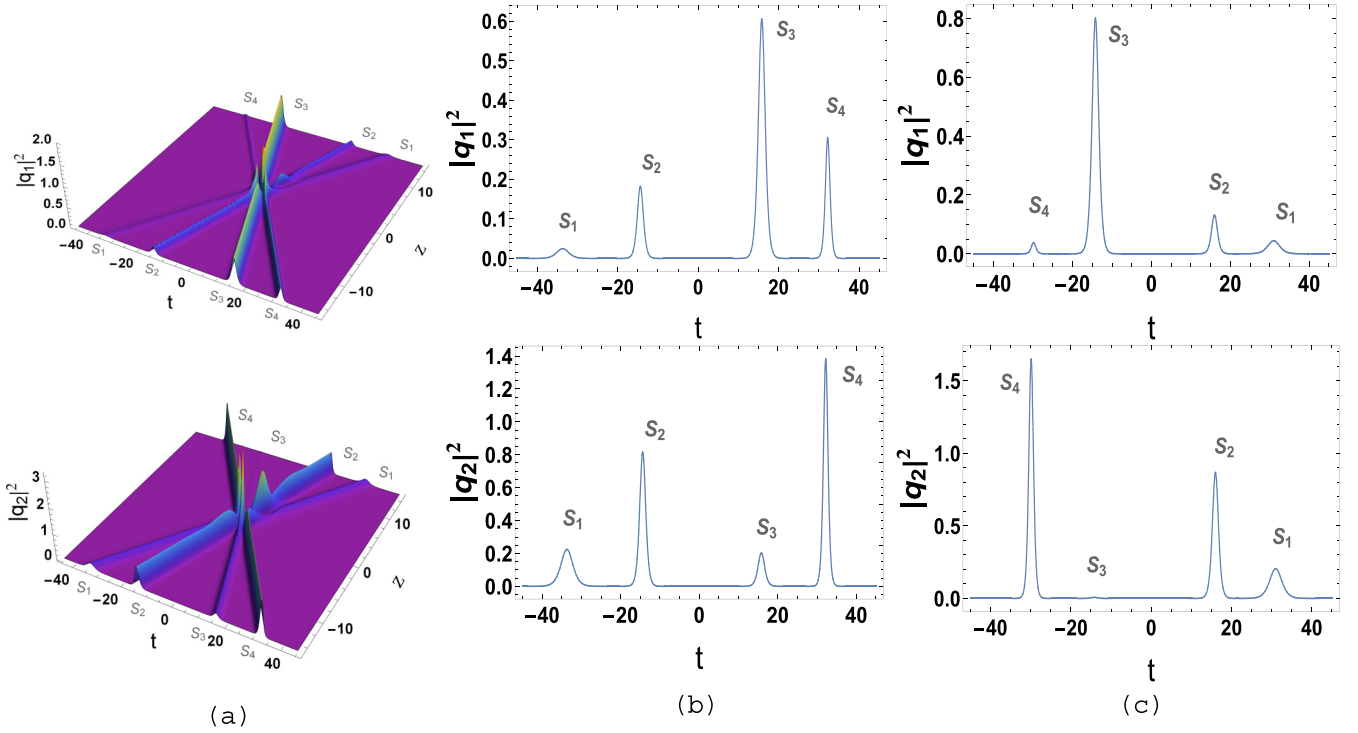 S₄
S₃
S₂
S₁
|q₁|²
2.0
1.5
1.0
0.5
0.0
−40
S₁
−20
S₂
0
S₃
20
S₄
40
t
10
0
−10
z
|q₁|²
0.6
0.5
0.4
0.3
0.2
0.1
0.0
S₁
S₂
S₃
S₄
−40 −20 0 20 40
t
|q₁|²
0.8
0.6
0.4
0.2
0.0
S₄
S₃
S₂
S₁
−40 −20 0 20 40
t
S₄
S₃
S₂
S₁
|q₂|²
3
2
1
0
−40
S₁
−20
S₂
0
S₃
20
S₄
40
t
10
0
−10
z
|q₂|²
1.4
1.2
1.0
0.8
0.6
0.4
0.2
0.0
S₁
S₂
S₃
S₄
−40 −20 0 20 40
t
|q₂|²
1.5
1.0
0.5
0.0
S₄
S₃
S₂
S₁
−40 −20 0 20 40
t
(a)
(b)
(c)